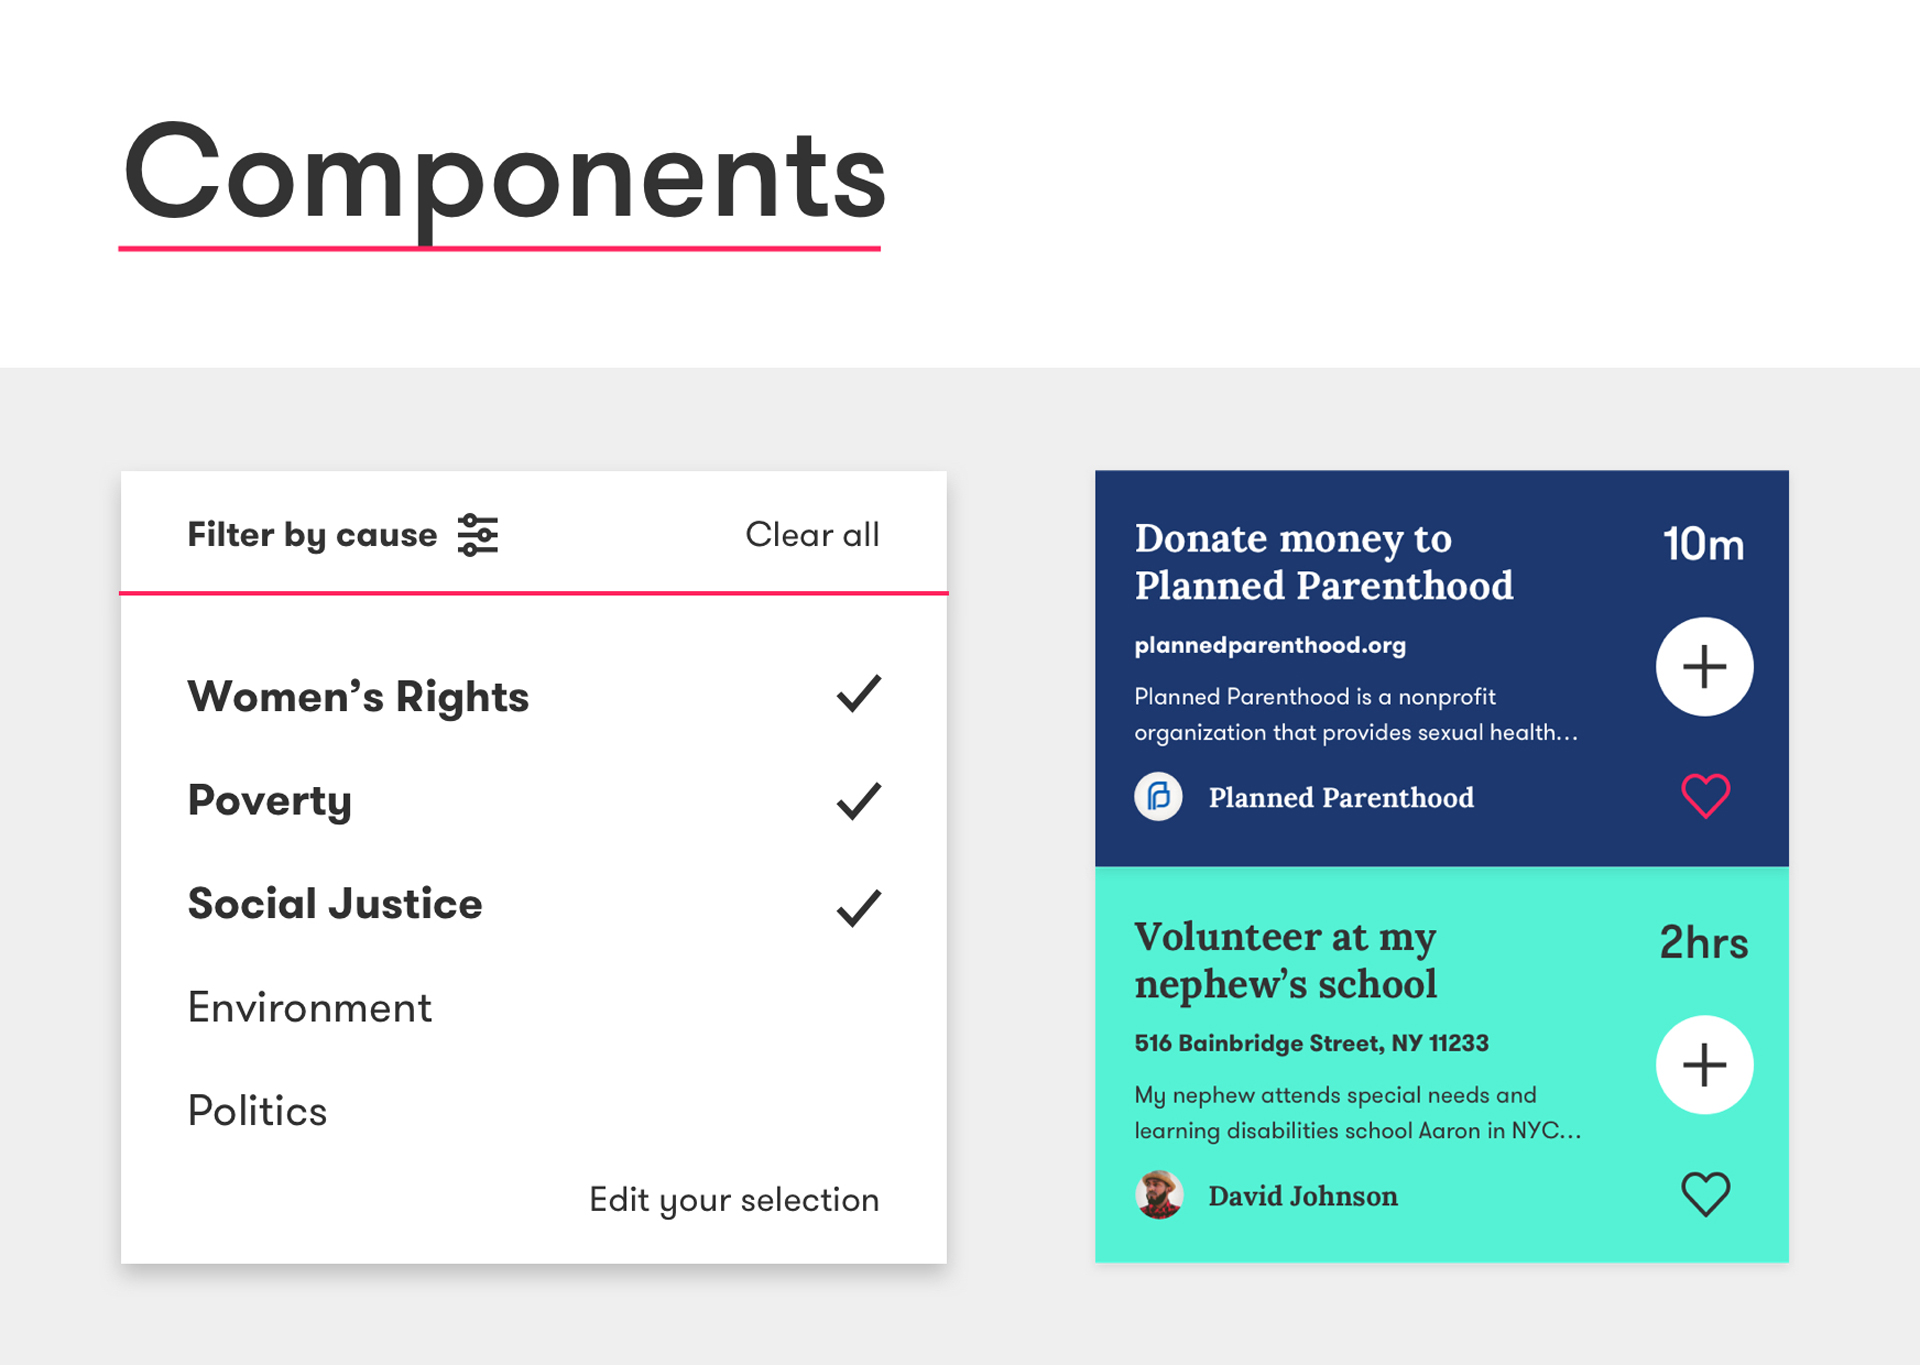 Components
Filter by cause
Clear all
Women’s Rights
Poverty
Social Justice
Environment
Politics
Edit your selection
Donate money to
Planned Parenthood
10m
plannedparenthood.org
Planned Parenthood is a nonprofit
organization that provides sexual health...
Planned Parenthood
Volunteer at my
nephew’s school
2hrs
516 Bainbridge Street, NY 11233
My nephew attends special needs and
learning disabilities school Aaron in NYC...
David Johnson